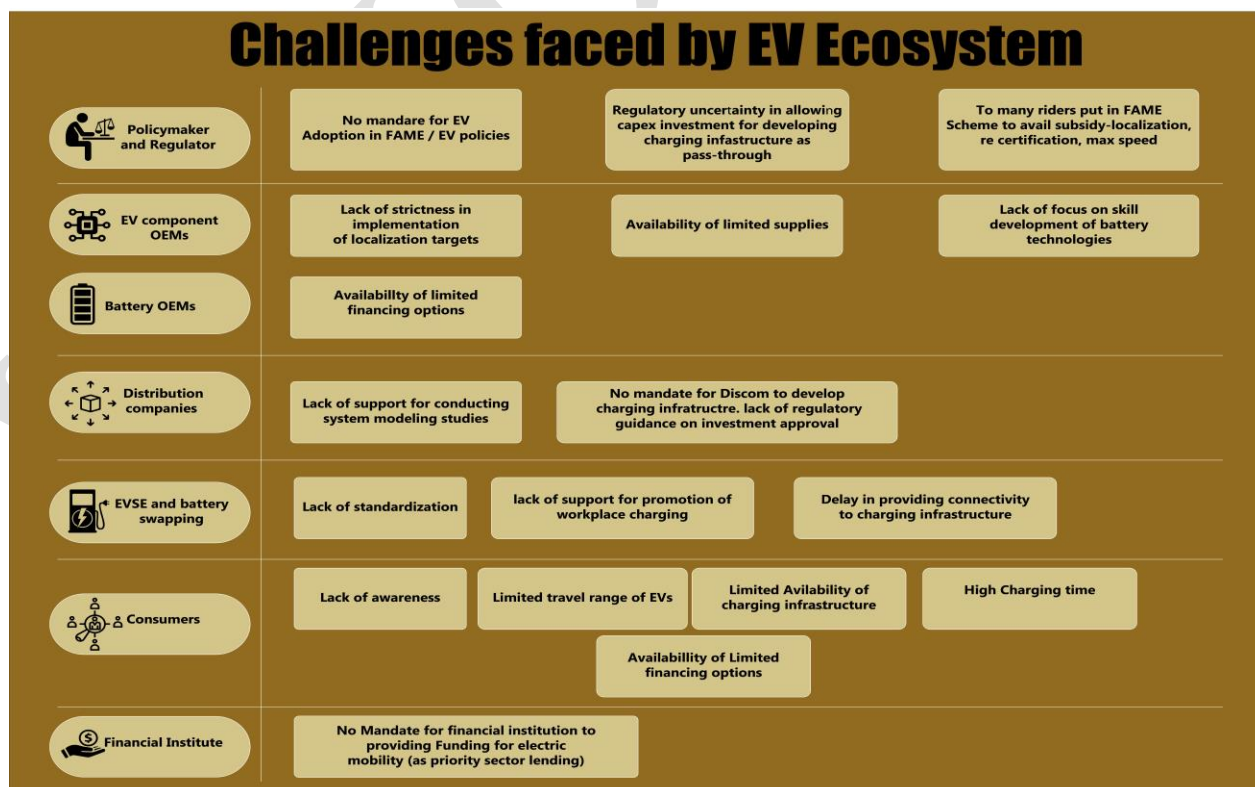 Challenges faced by EV Ecosystem
Policymaker
and Regulator
No mandare for EV
Adoption in FAME / EV policies
Regulatory uncertainty in allowing
capex investment for developing
charging infastructure as
pass-through
To many riders put in FAME
Scheme to avail subsidy-localization,
re certification, max speed
EV component
OEMs
Lack of strictness in
implementation
of localization targets
Availability of limited supplies
Lack of focus on skill
development of battery
technologies
Battery OEMs
Availabillty of limited
financing options
Distribution
companies
Lack of support for conducting
system modeling studies
No mandate for Discom to develop
charging infratructre. lack of regulatory
guidance on investment approval
EVSE and battery
swapping
Lack of standardization
lack of support for promotion of
workplace charging
Delay in providing connectivity
to charging infrastructure
Consumers
Lack of awareness
Limited travel range of EVs
Limited Avilability of
charging infrastructure
High Charging time
Availabillity of Limited
financing options
Financial Institute
No Mandate for financial institution to
providing Funding for electric
mobility (as priority sector lending)